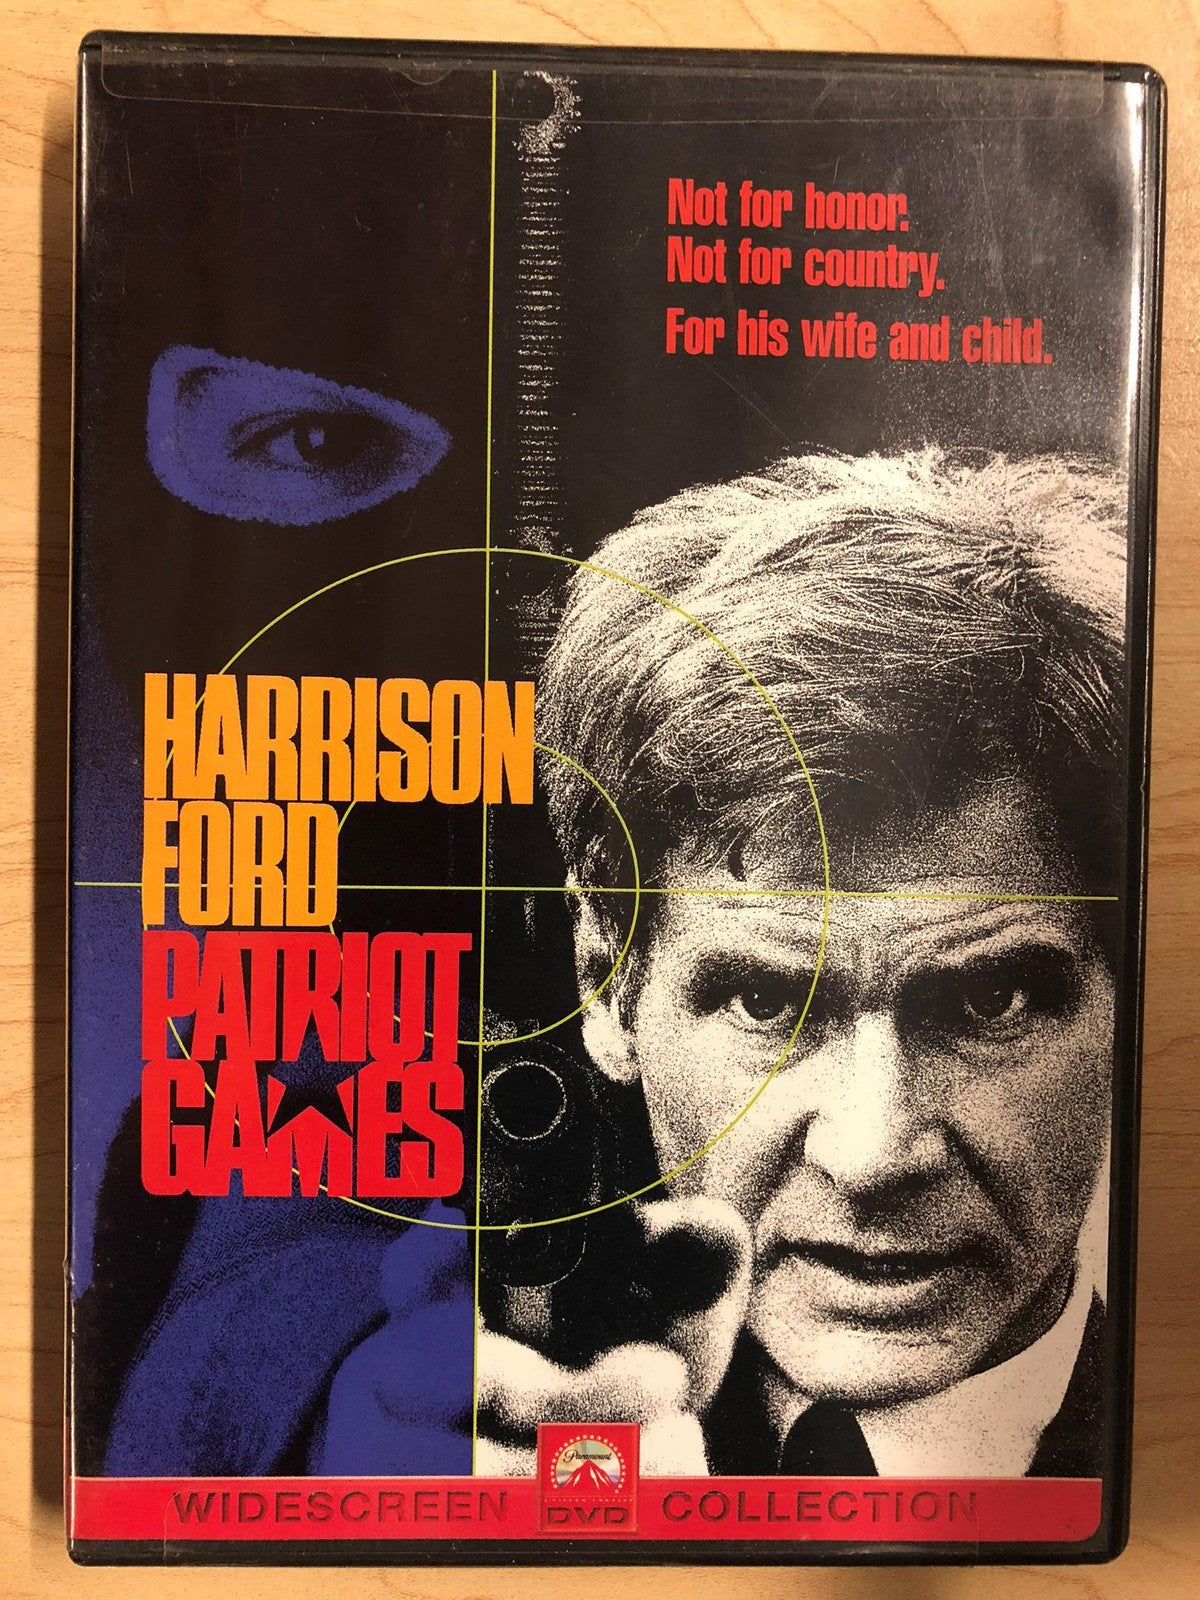 Not for honor.
Not for country.
For his wife and child.
HARRISON
FORD
PATRIOT
GAMES
Paramount
WIDESCREEN DVD COLLECTION